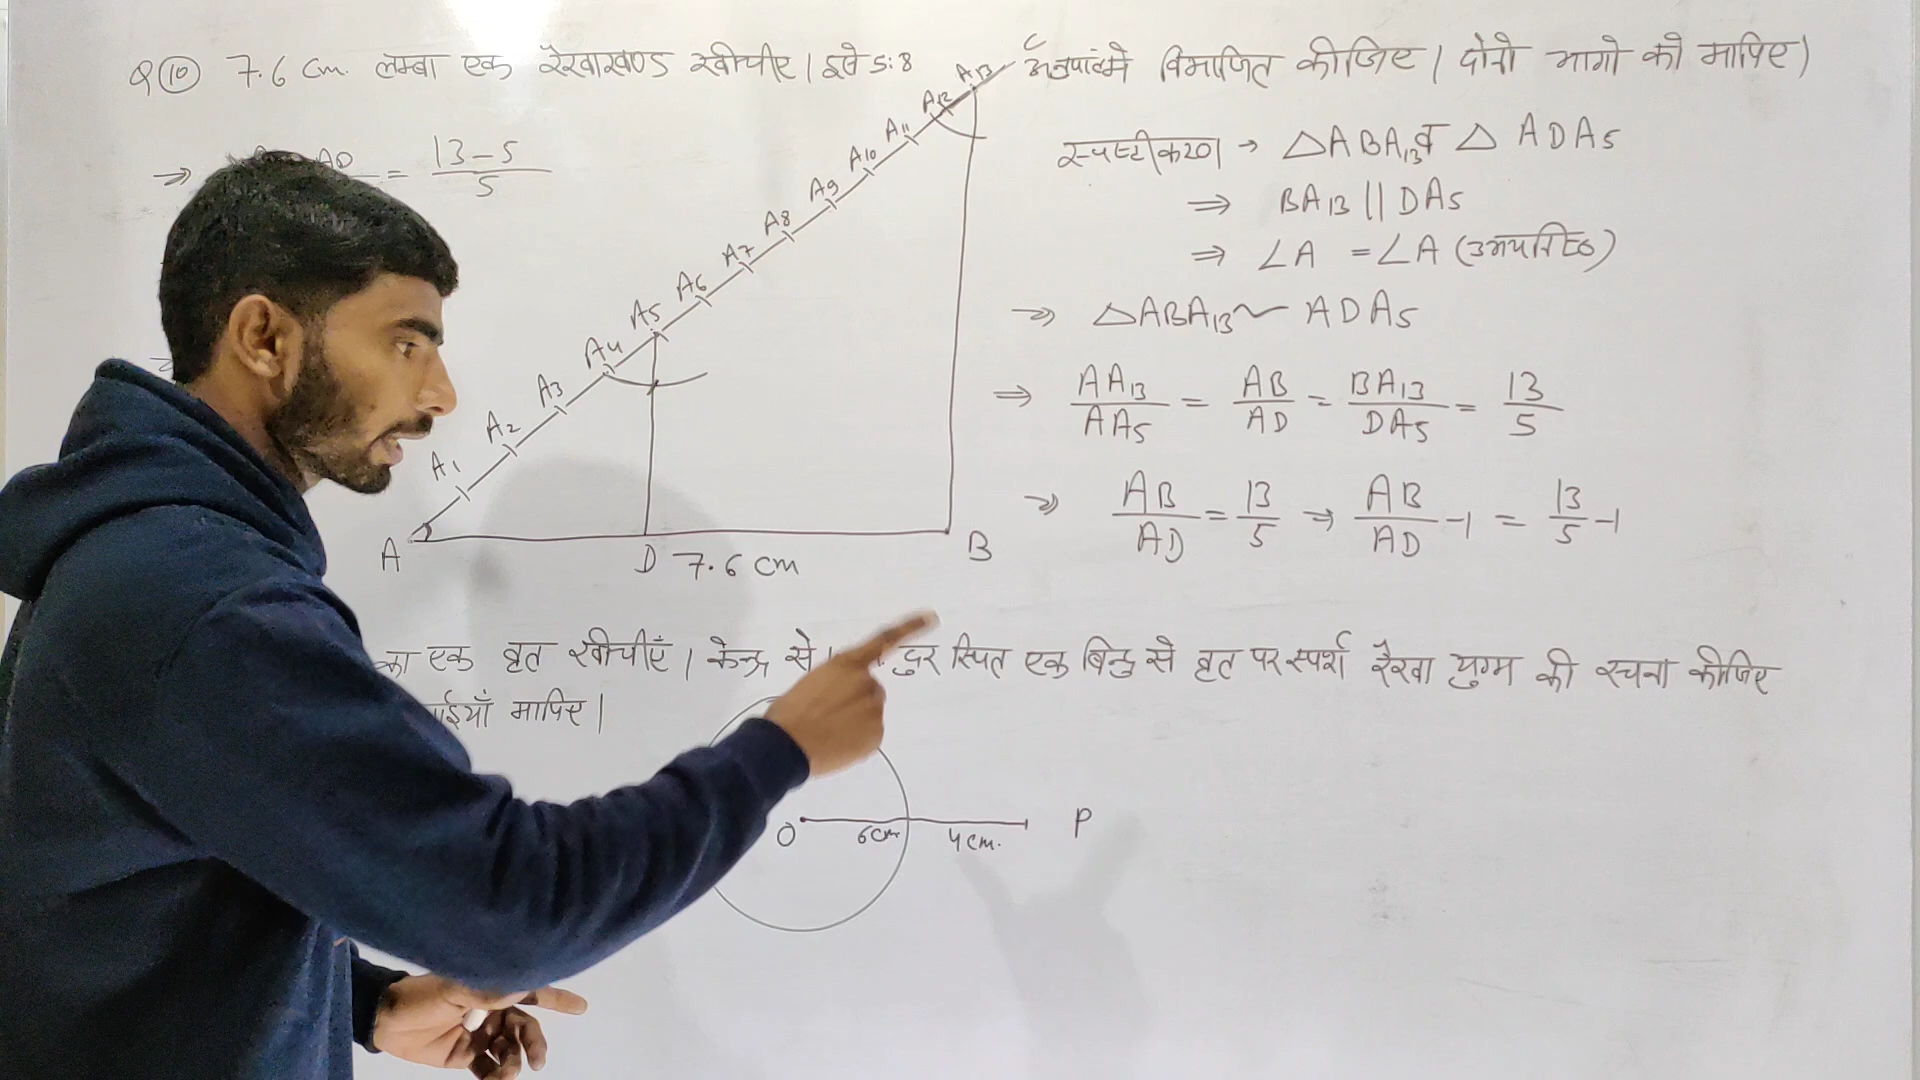 Q 10 7.6 cm. लम्बा एक रेखाखण्ड खीचीए। इसे 5:8 अनुपात में विभाजित कीजिए। दोनो भागो को मापिए)
⇒ AD = 13-5/5
स्पष्टीकरण → △ABA13 व △ADA5
⇒ BA13 || DA5
⇒ ∠A = ∠A (उभयनिष्ठ)
⇒ △ABA13 ~ ADA5
⇒ AA13/AA5 = AB/AD = BA13/DA5 = 13/5
⇒ AB/AD = 13/5 ⇒ AB/AD -1 = 13/5 -1
C
A13
A12
A11
A10
A9
A8
A7
A6
A5
A4
A3
A2
A1
A D 7.6 cm B
का एक वृत खीचीएँ। केन्द्र से दुर स्थित एक बिन्दु से वृत पर स्पर्श रेखा युग्म की रचना कीजिए
ाईयाँ मापिए।
O 6cm 4cm. P